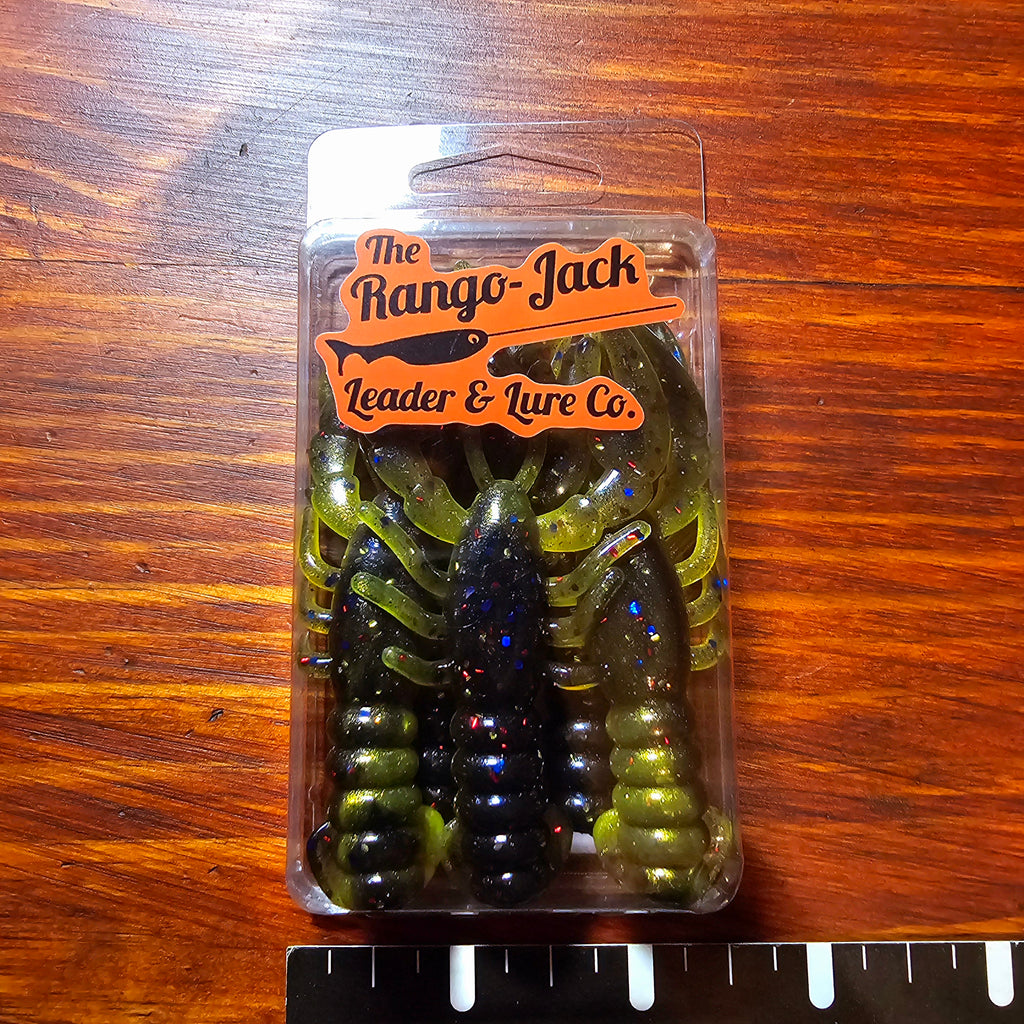 The
Rango-Jack
Leader & Lure Co.